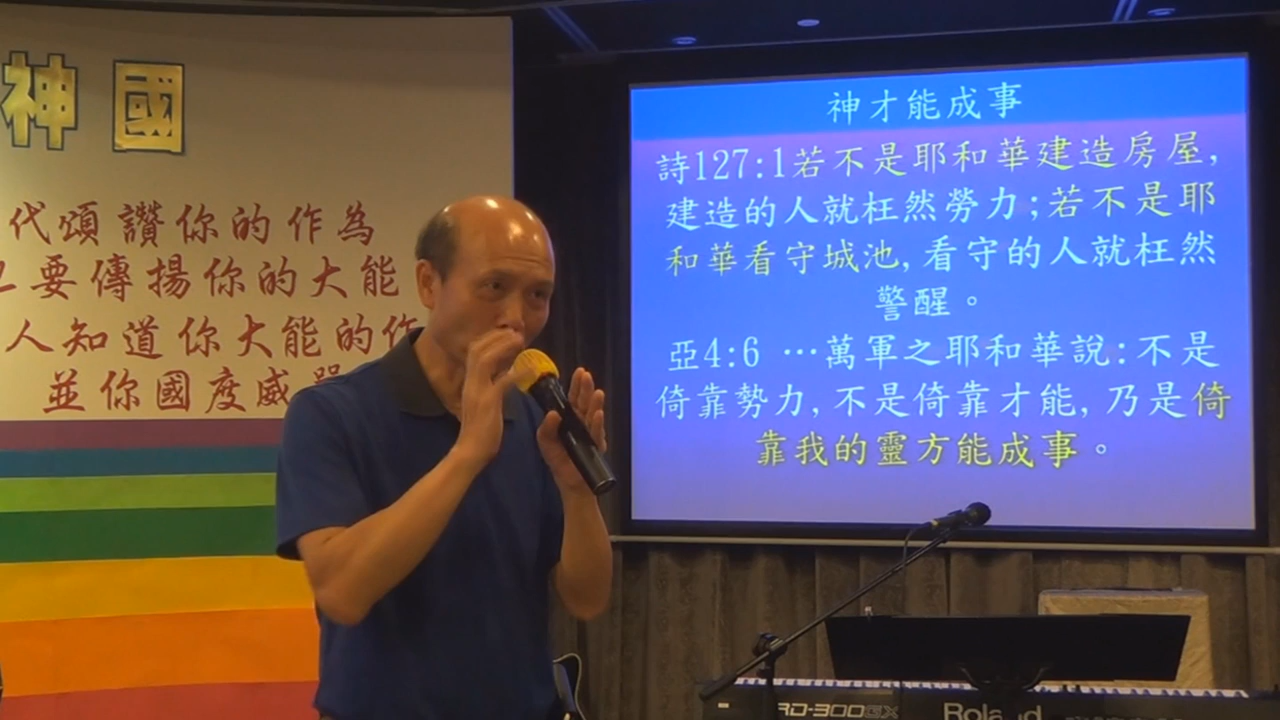 神國
代頌讚你的作為
要傳揚你的大能
人知道你大能的作
並你國度威
神才能成事
詩127:1若不是耶和華建造房屋,
建造的人就枉然勞力;若不是耶
和華看守城池,看守的人就枉然
警醒。
亞4:6 …萬軍之耶和華說:不是
倚靠勢力,不是倚靠才能,乃是倚
靠我的靈方能成事。
RD-300GX
Roland